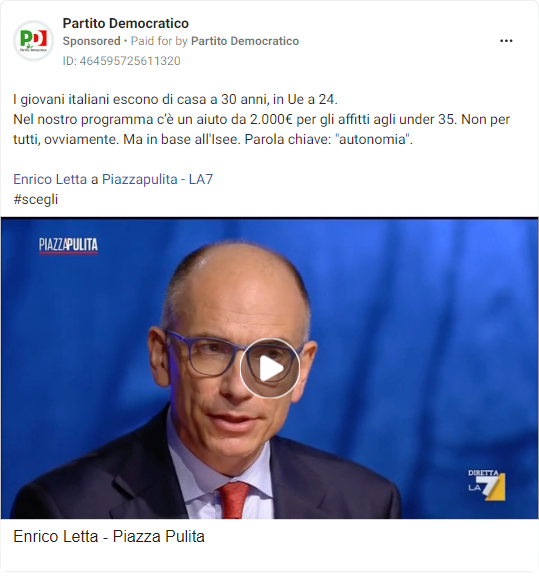 Partito Democratico
Sponsored • Paid for by Partito Democratico
ID: 464595725611320
PD
Partito Democratico
I giovani italiani escono di casa a 30 anni, in Ue a 24.
Nel nostro programma c'è un aiuto da 2.000€ per gli affitti agli under 35. Non per
tutti, ovviamente. Ma in base all'Isee. Parola chiave: "autonomia".
Enrico Letta a Piazzapulita - LA7
#scegli
PIAZZAPULITA
DIRETTA
LA7
Enrico Letta - Piazza Pulita